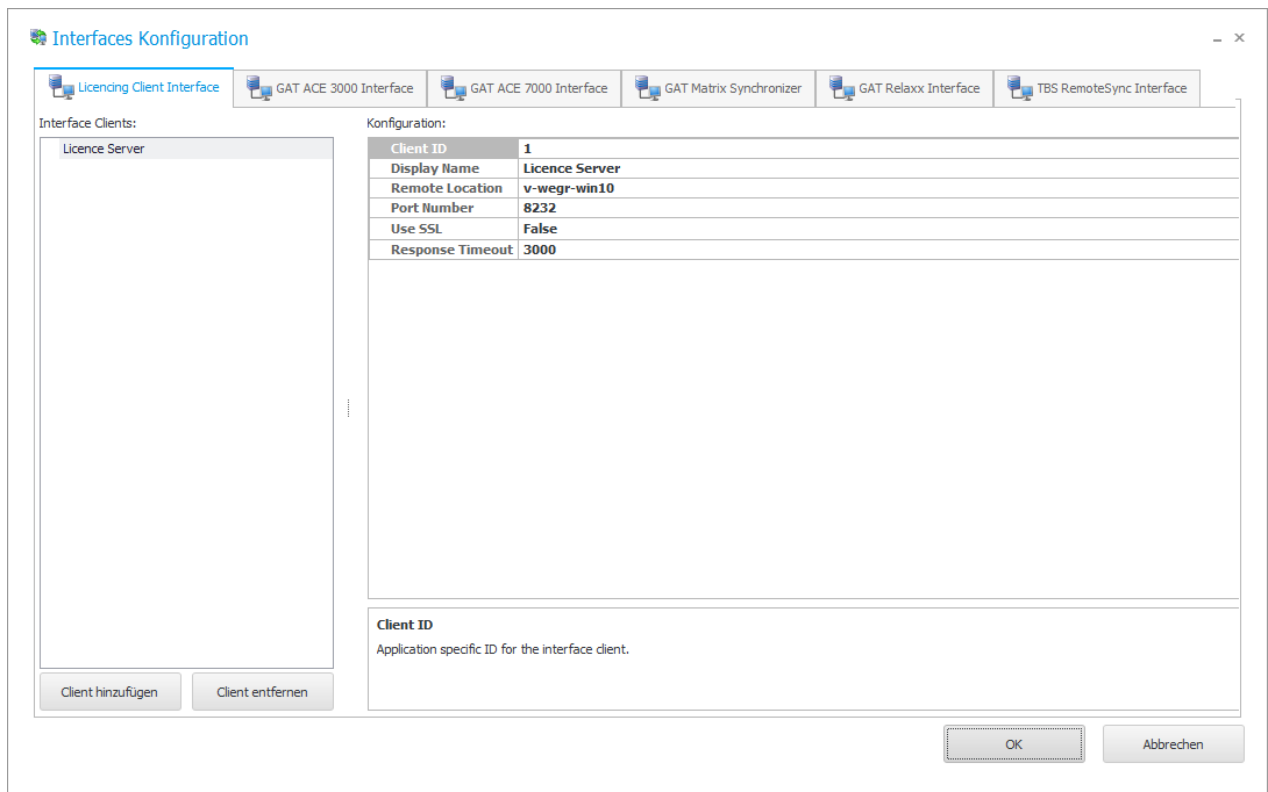 Interfaces Konfiguration
Licencing Client Interface
GAT ACE 3000 Interface
GAT ACE 7000 Interface
GAT Matrix Synchronizer
GAT Relaxx Interface
TBS RemoteSync Interface
Interface Clients:
Licence Server
Konfiguration:
Client ID 1
Display Name Licence Server
Remote Location v-wegr-win10
Port Number 8232
Use SSL False
Response Timeout 3000
Client ID
Application specific ID for the interface client.
Client hinzufügen
Client entfernen
OK
Abbrechen